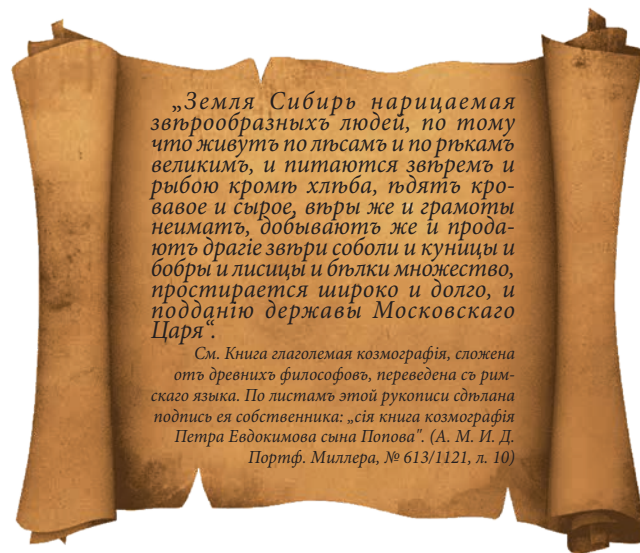 „Земля Сибирь нарицаемая
звѣрообразныхъ людей, по тому
что живутъ по лѣсамъ и по рѣкамъ
великимъ, и питаются звѣремъ и
рыбою кромѣ хлѣба, ѣдятъ кро-
вавое и сырое, вѣры же и грамоты
неиматъ, добываютъ же и прода-
ютъ драгіе звѣри соболи и куницы и
бобры и лисицы и бѣлки множество,
простирается широко и долго, и
подданію державы Московскаго
Царя“.
См. Книга глаголемая козмографія, сложена
отъ древнихъ философовъ, переведена съ рим-
скаго языка. По листамъ этой рукописи сдѣлана
подпись ея собственника: „сія книга козмографія
Петра Евдокимова сына Попова". (А. М. И. Д.
Портф. Миллера, № 613/1121, л. 10)